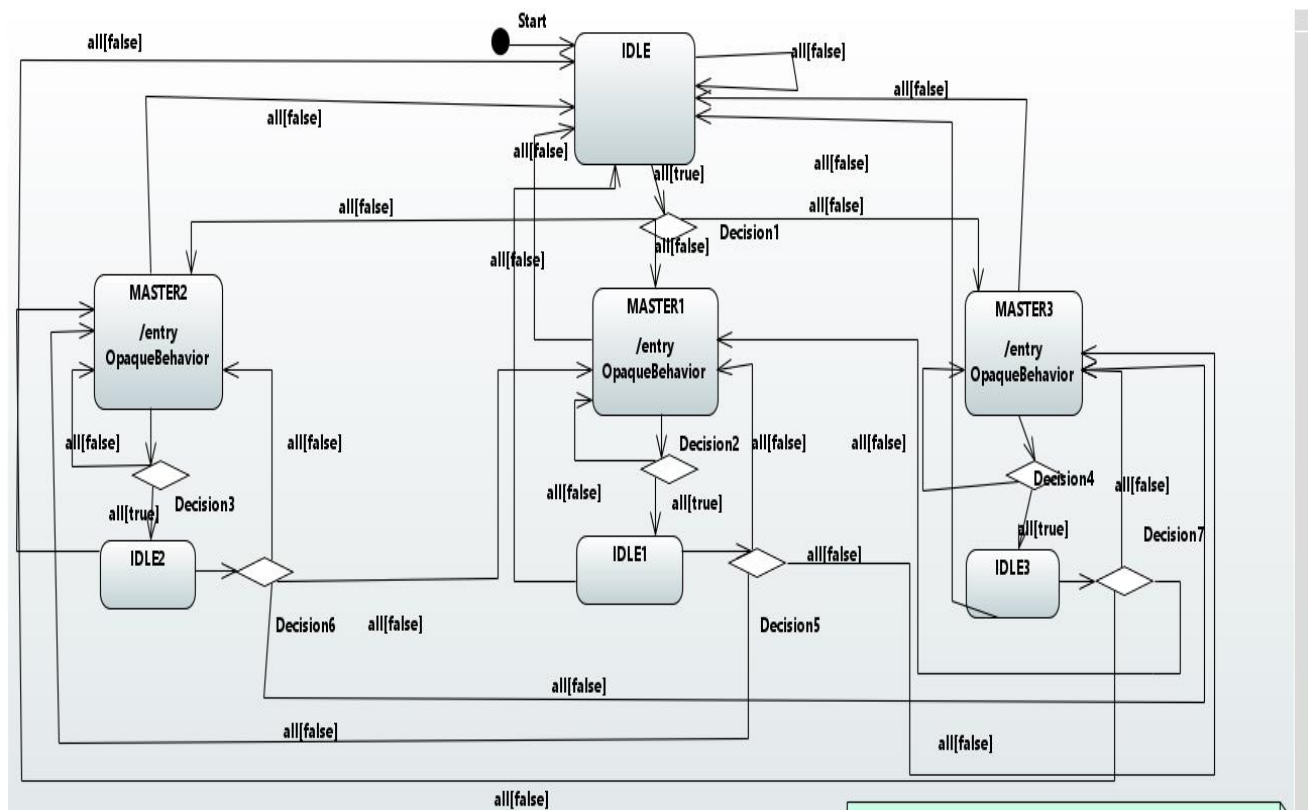 Start
all[false]
IDLE
all[false]
all[false]
all[false]
all[false]
all[false]
all[true]
all[false]
all[false]
Decision1
all[false]
all[false]
MASTER2
/entry
OpaqueBehavior
MASTER1
/entry
OpaqueBehavior
MASTER3
/entry
OpaqueBehavior
all[false]
all[false]
Decision2
all[false]
all[false]
Decision4
all[false]
all[false]
Decision3
all[true]
all[true]
all[true]
Decision7
IDLE2
IDLE1
all[false]
IDLE3
Decision6
all[false]
Decision5
all[false]
all[false]
all[false]
all[false]